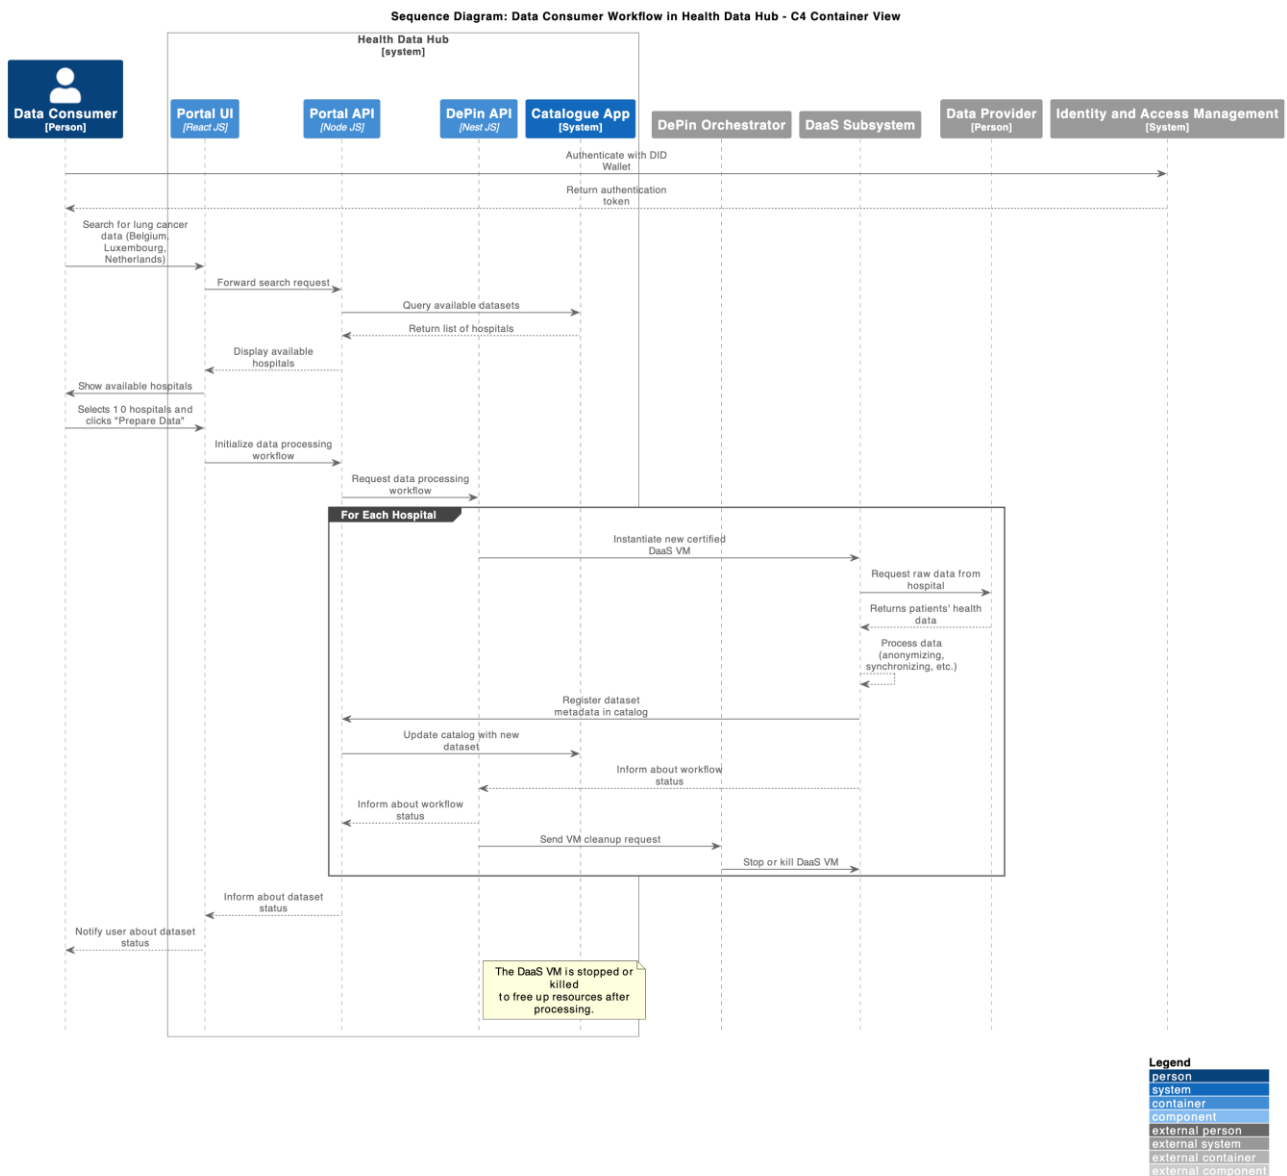 Sequence Diagram: Data Consumer Workflow in Health Data Hub - C4 Container View
Health Data Hub
[system]
Data Consumer
[Person]
Portal UI
[React JS]
Portal API
[Node JS]
DePin API
[Nest JS]
Catalogue App
[System]
DePin Orchestrator
DaaS Subsystem
Data Provider
[Person]
Identity and Access Management
[System]
Authenticate with DID
Wallet
Return authentication
token
Search for lung cancer
data (Belgium,
Luxembourg,
Netherlands)
Forward search request
Query available datasets
Return list of hospitals
Display available
hospitals
Show available hospitals
Selects 10 hospitals and
clicks "Prepare Data"
Initialize data processing
workflow
Request data processing
workflow
For Each Hospital
Instantiate new certified
DaaS VM
Request raw data from
hospital
Returns patients' health
data
Process data
(anonymizing,
synchronizing, etc.)
Register dataset
metadata in catalog
Update catalog with new
dataset
Inform about workflow
status
Inform about workflow
status
Send VM cleanup request
Stop or kill DaaS VM
Inform about dataset
status
Notify user about dataset
status
The DaaS VM is stopped or
killed
to free up resources after
processing.
Legend
person
system
container
component
external person
external system
external container
external component